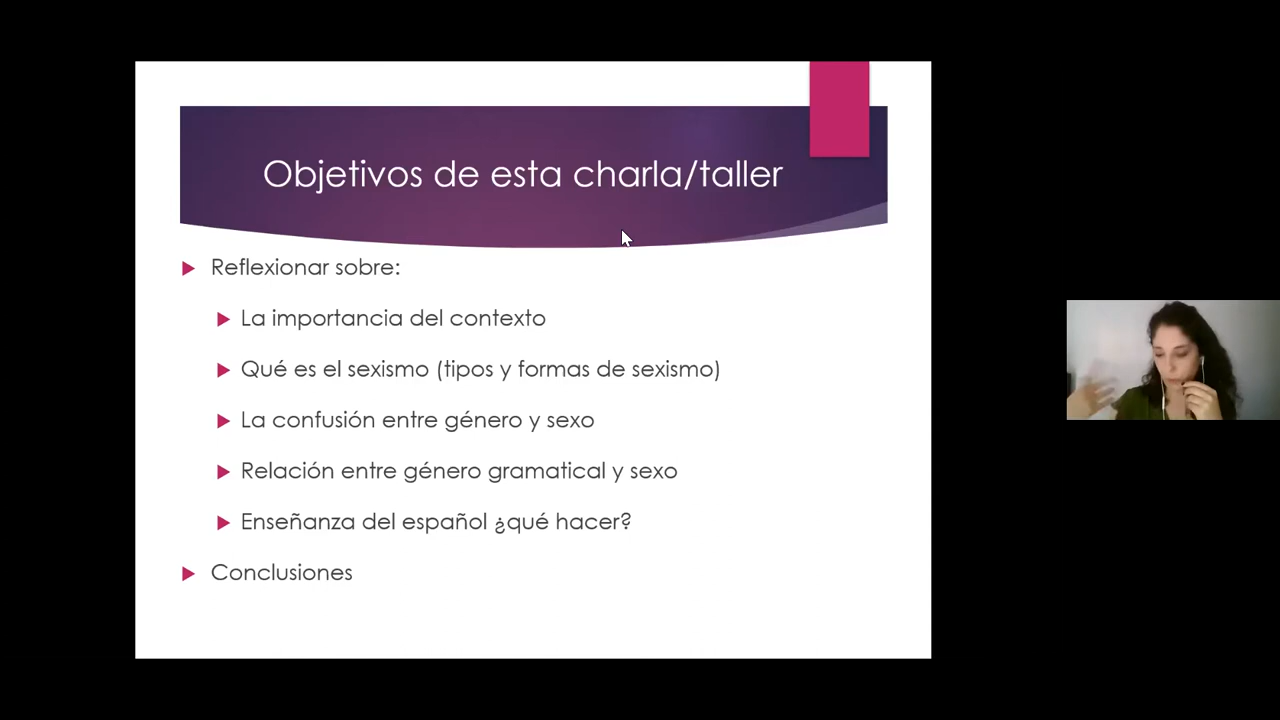 Objetivos de esta charla/taller
Reflexionar sobre:
La importancia del contexto
Qué es el sexismo (tipos y formas de sexismo)
La confusión entre género y sexo
Relación entre género gramatical y sexo
Enseñanza del español ¿qué hacer?
Conclusiones